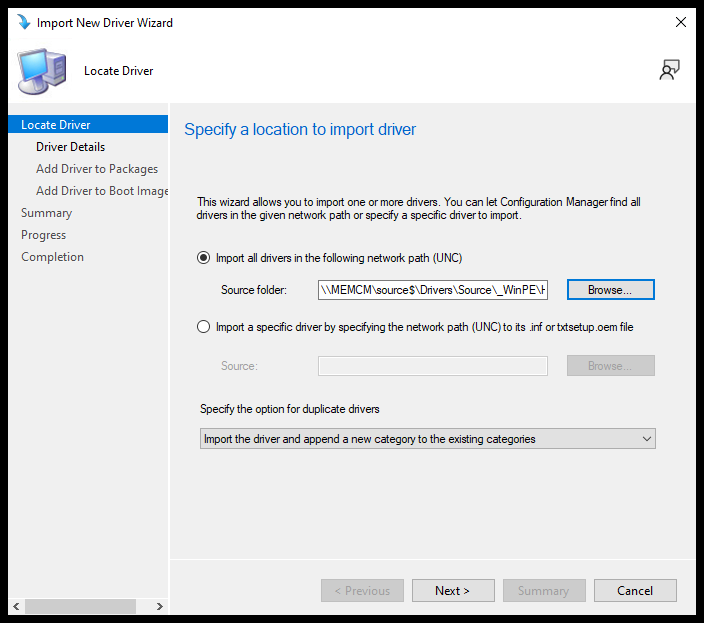 Import New Driver Wizard
Locate Driver
Locate Driver
Driver Details
Add Driver to Packages
Add Driver to Boot Image
Summary
Progress
Completion
Specify a location to import driver
This wizard allows you to import one or more drivers. You can let Configuration Manager find all
drivers in the given network path or specify a specific driver to import.
Import all drivers in the following network path (UNC)
Source folder:
\\MEMCM\source$\Drivers\Source\_WinPE\H
Browse...
Import a specific driver by specifying the network path (UNC) to its .inf or txtsetup.oem file
Source:
Browse...
Specify the option for duplicate drivers
Import the driver and append a new category to the existing categories
< Previous
Next >
Summary
Cancel